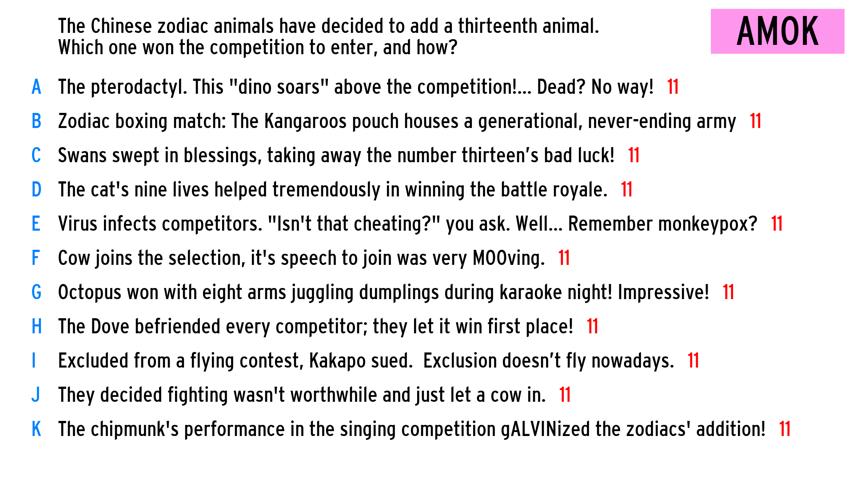 The Chinese zodiac animals have decided to add a thirteenth animal.
Which one won the competition to enter, and how?
AMOK
A The pterodactyl. This "dino soars" above the competition!... Dead? No way! 11
B Zodiac boxing match: The Kangaroos pouch houses a generational, never-ending army 11
C Swans swept in blessings, taking away the number thirteen’s bad luck! 11
D The cat's nine lives helped tremendously in winning the battle royale. 11
E Virus infects competitors. "Isn't that cheating?" you ask. Well... Remember monkeypox? 11
F Cow joins the selection, it's speech to join was very MOOving. 11
G Octopus won with eight arms juggling dumplings during karaoke night! Impressive! 11
H The Dove befriended every competitor; they let it win first place! 11
I Excluded from a flying contest, Kakapo sued. Exclusion doesn’t fly nowadays. 11
J They decided fighting wasn't worthwhile and just let a cow in. 11
K The chipmunk's performance in the singing competition gALVINized the zodiacs' addition! 11